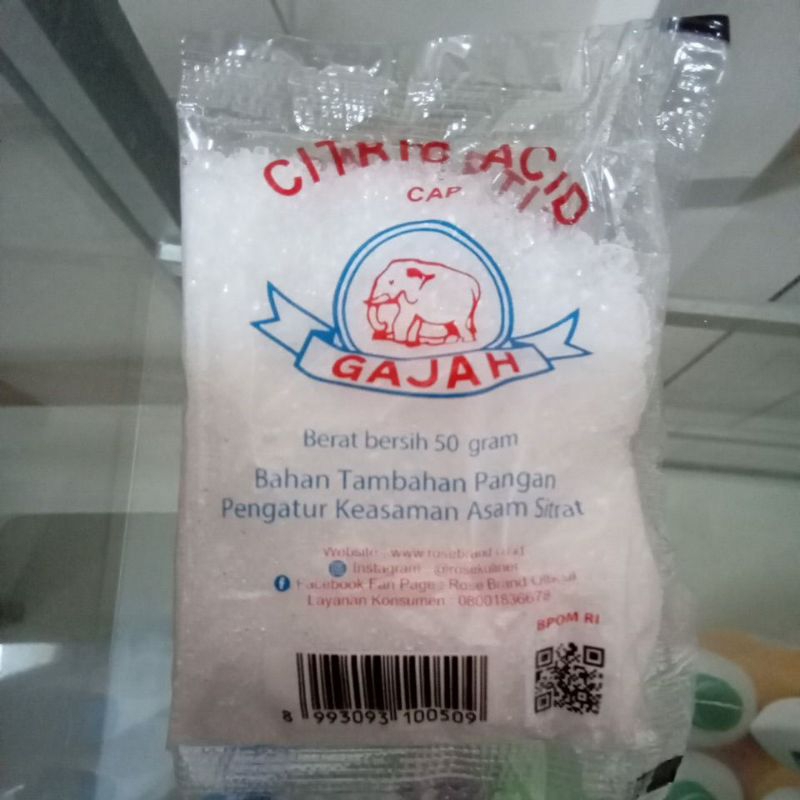 CITRIC ACID
CAP
GAJAH
Berat bersih 50 gram
Bahan Tambahan Pangan
Pengatur Keasaman Asam Sitrat
Website : www.rosebrand.co.id
Instagram : @rosekuliner
Facebook Fan Page : Rose Brand Official
Layanan Konsumen : 08001836678
BPOM RI
8 993093 100509